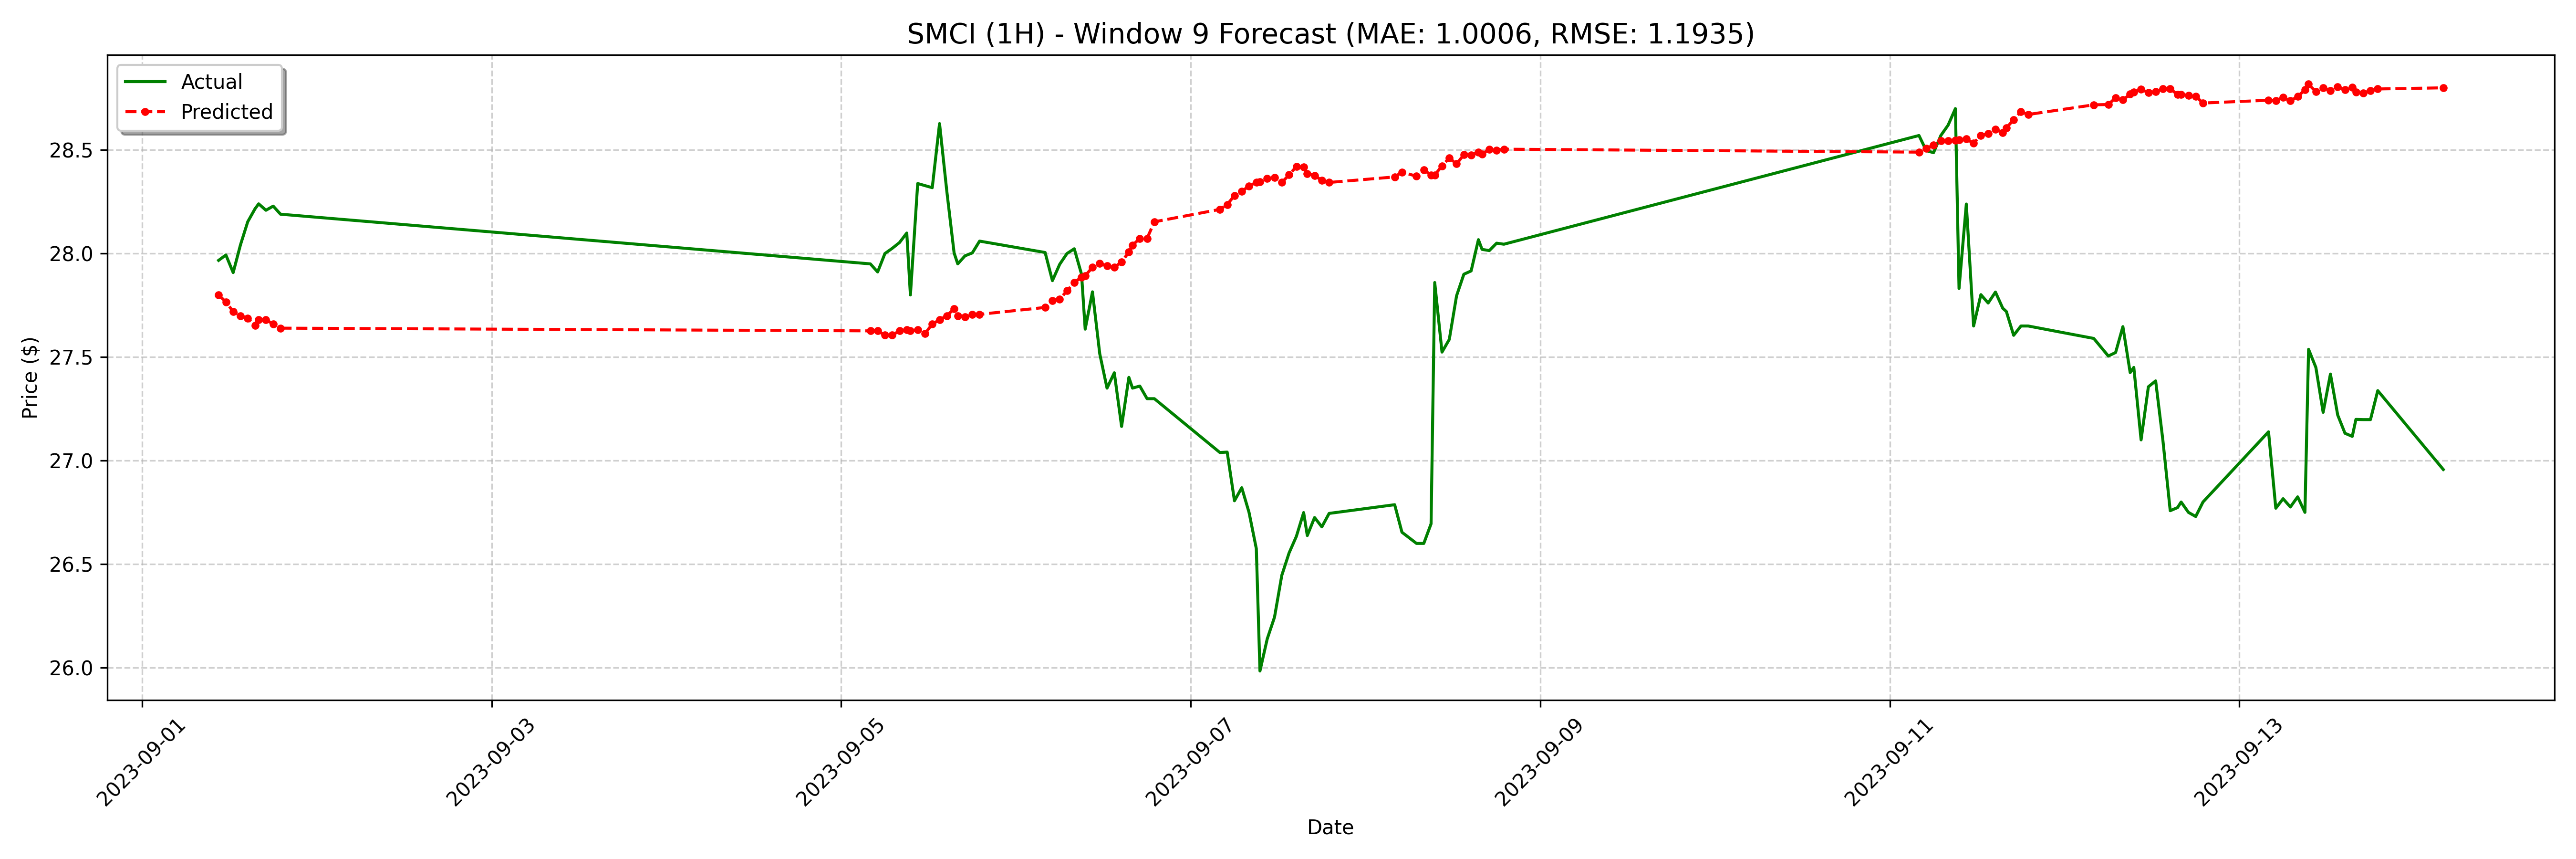 SMCI (1H) - Window 9 Forecast (MAE: 1.0006, RMSE: 1.1935)
Actual
Predicted
Price ($)
28.5
28.0
27.5
27.0
26.5
26.0
2023-09-01
2023-09-03
2023-09-05
2023-09-07
2023-09-09
2023-09-11
2023-09-13
Date